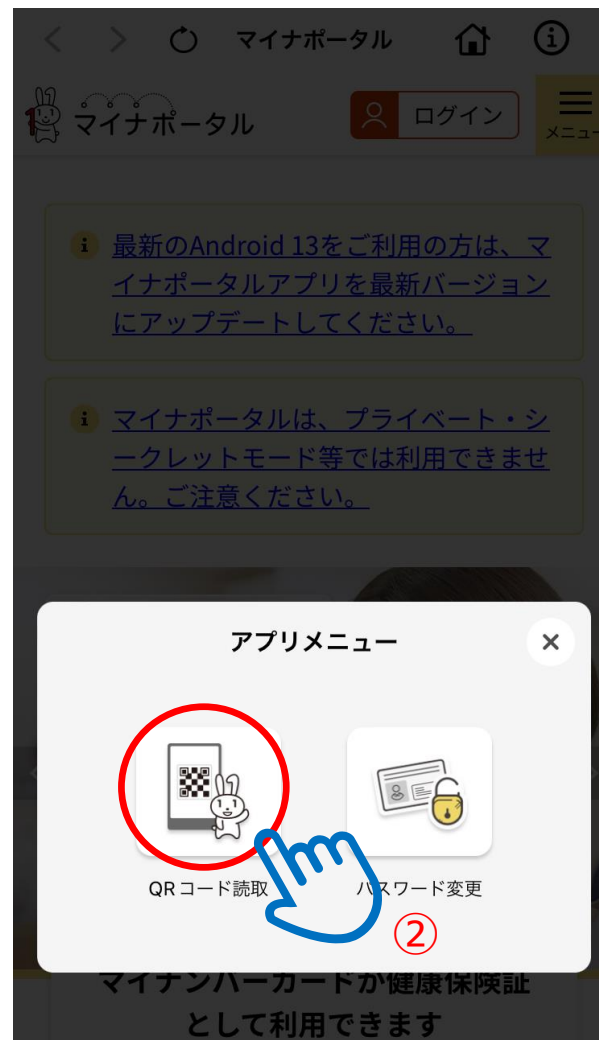 マイナポータル
マイナポータル
ログイン
メニュー
最新のAndroid 13をご利用の方は、マ
イナポータルアプリを最新バージョン
にアップデートしてください。
マイナポータルは、プライベート・シ
ークレットモード等では利用できませ
ん。ご注意ください。
アプリメニュー
QRコード読取
パスワード変更
②
マイナンバーカードが健康保険証
として利用できます